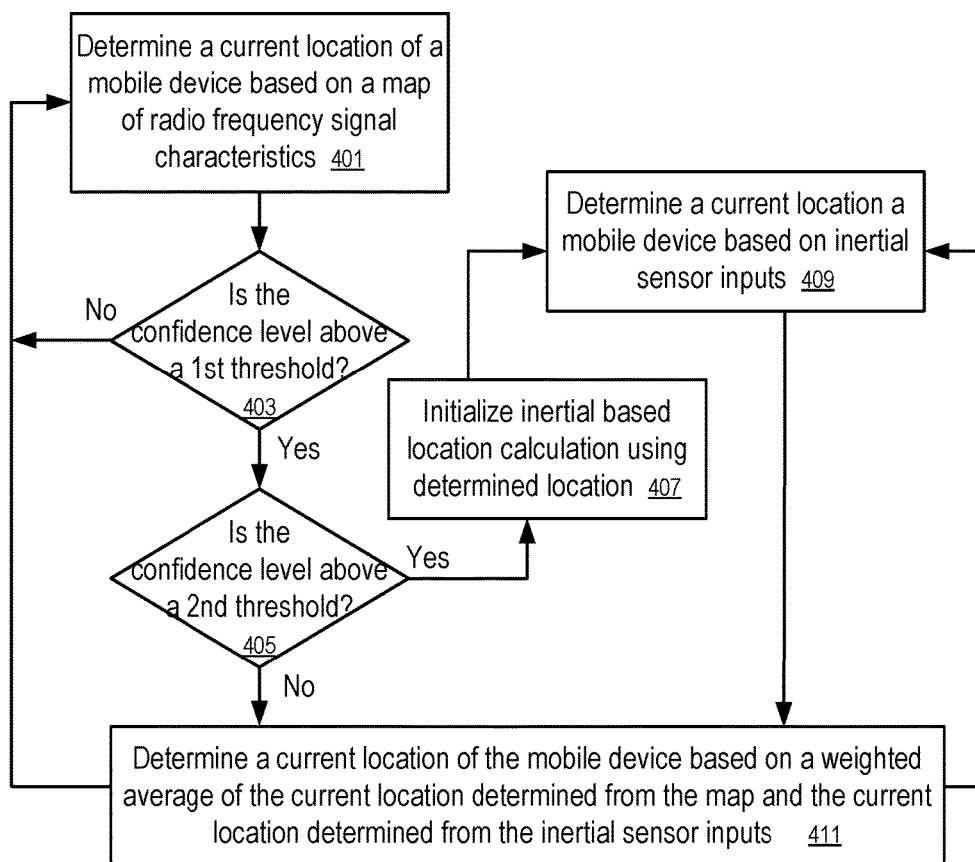 Determine a current location of a
mobile device based on a map
of radio frequency signal
characteristics 401
No
Is the
confidence level above
a 1st threshold?
403
Yes
Is the
confidence level above
a 2nd threshold?
405
Yes
No
Initialize inertial based
location calculation using
determined location 407
Determine a current location a
mobile device based on inertial
sensor inputs 409
Determine a current location of the mobile device based on a weighted
average of the current location determined from the map and the current
location determined from the inertial sensor inputs 411